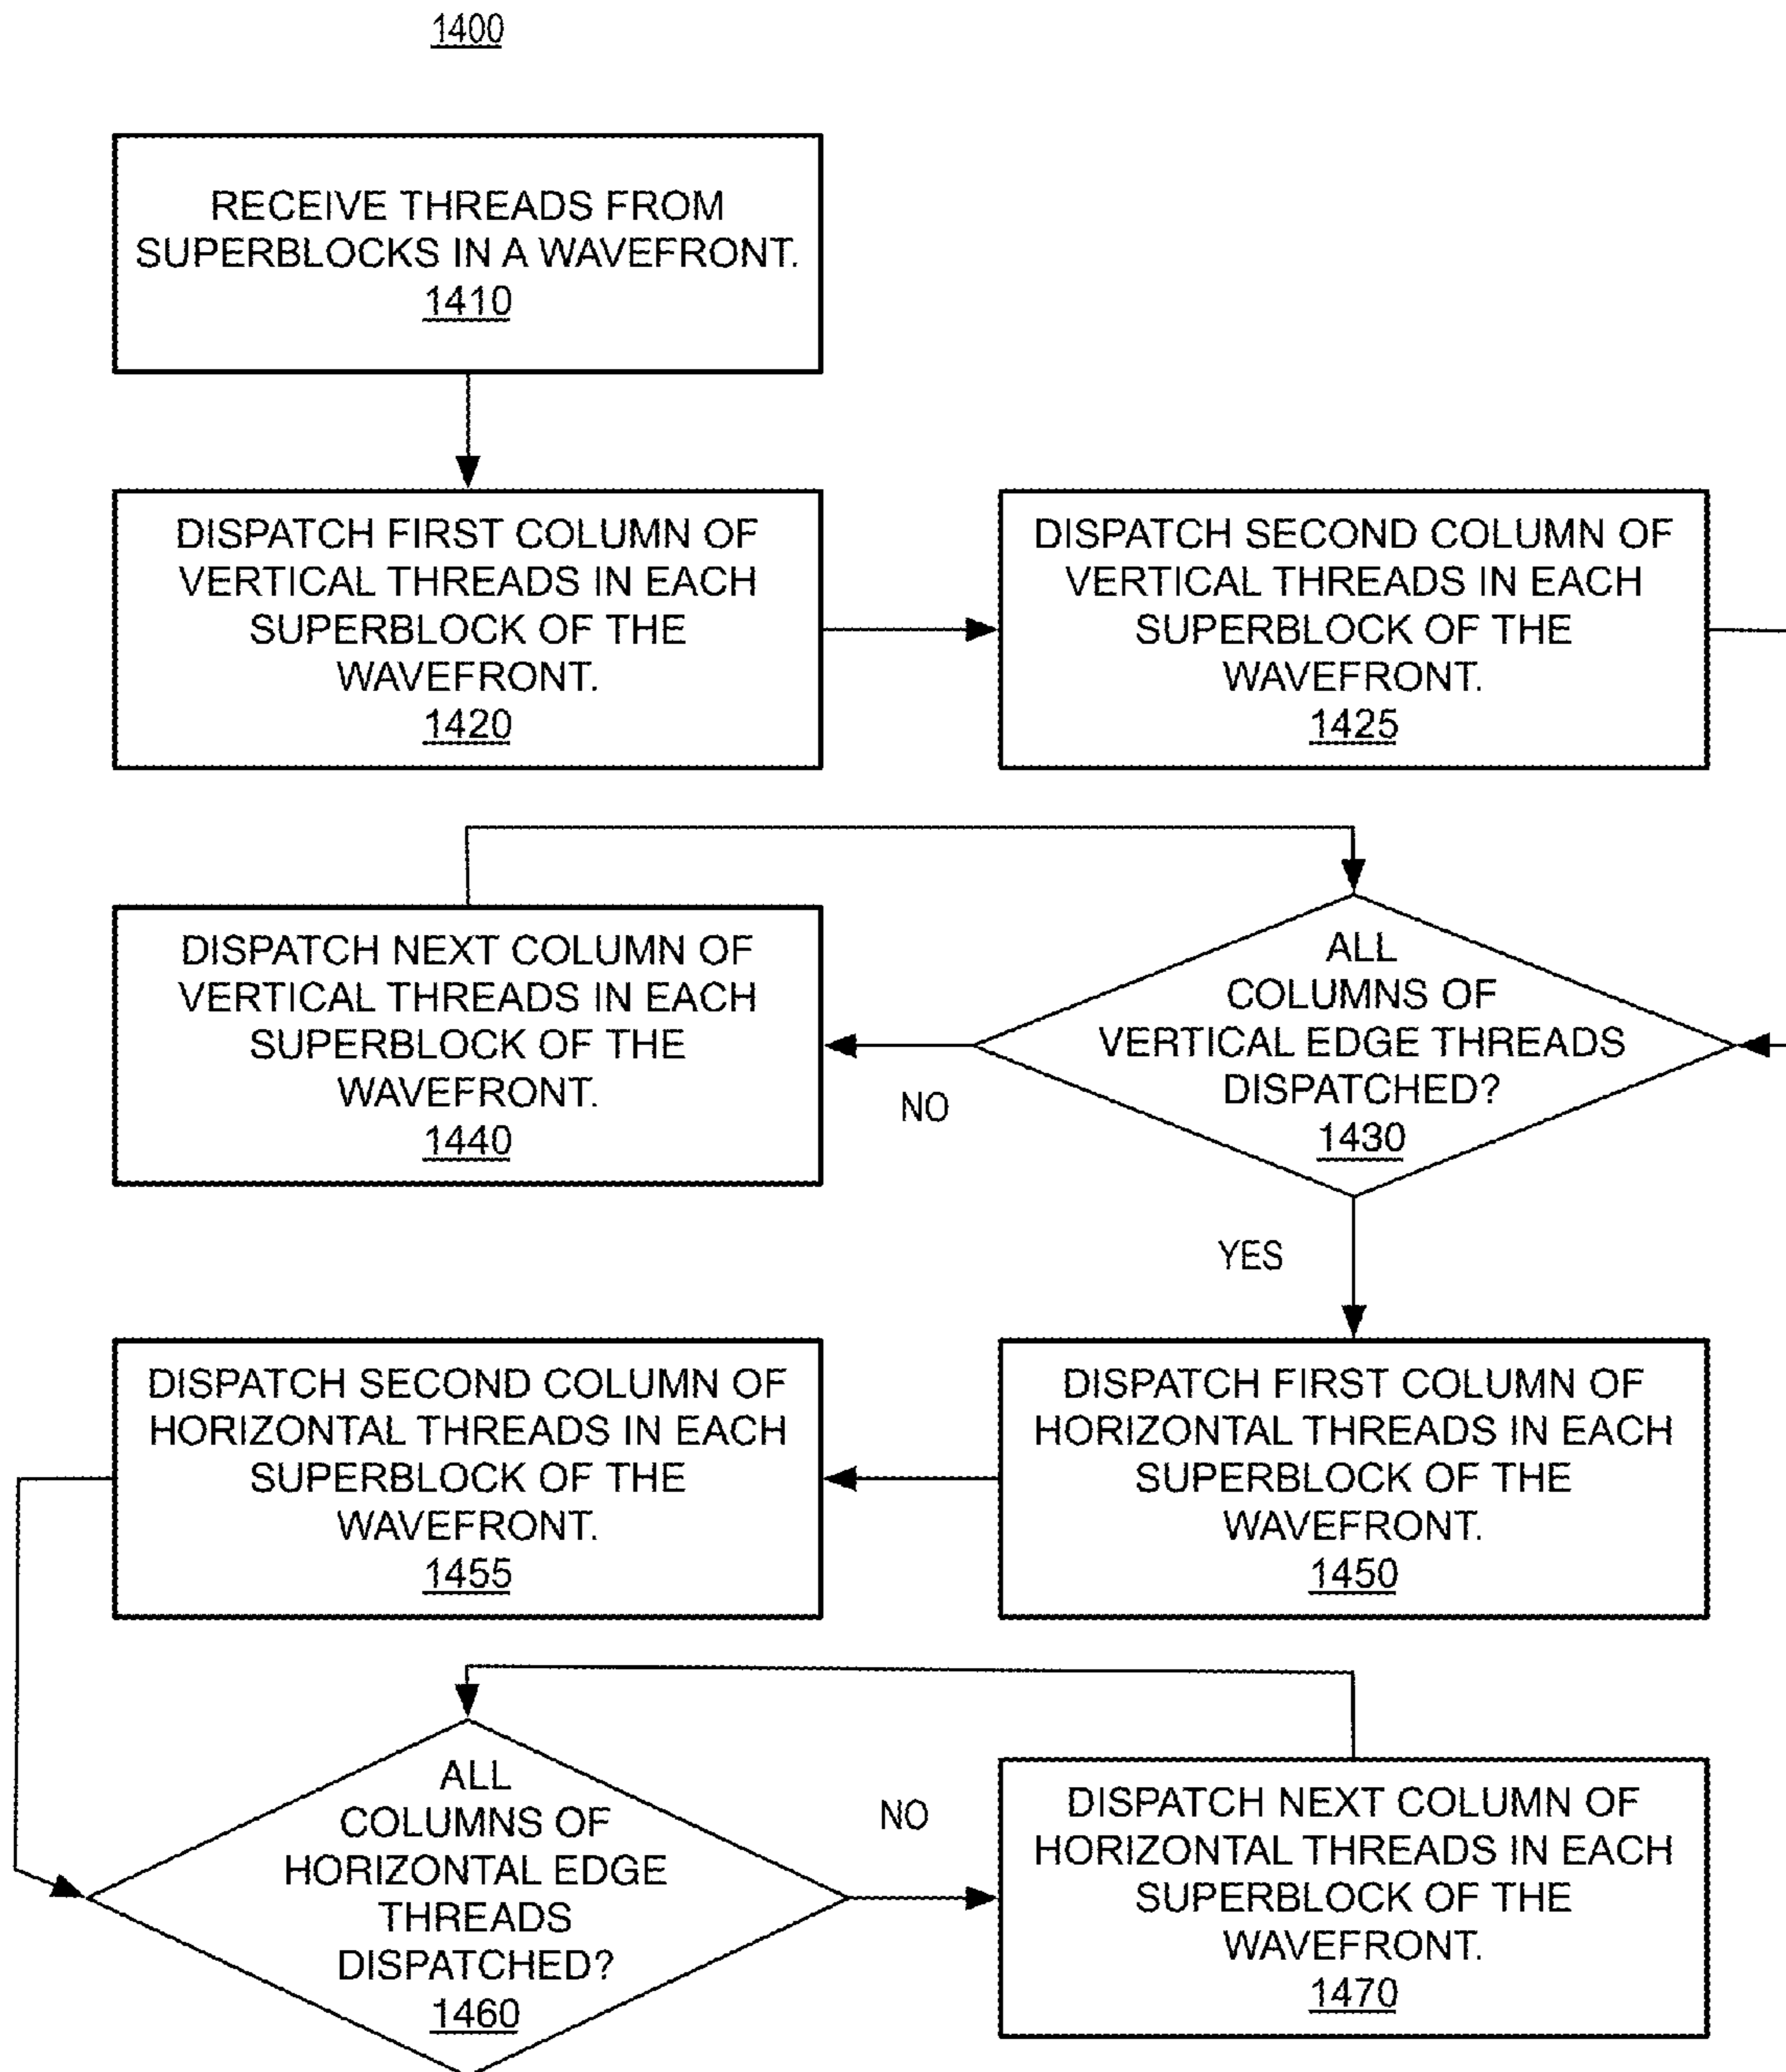 1400
RECEIVE THREADS FROM
SUPERBLOCKS IN A WAVEFRONT.
1410
DISPATCH FIRST COLUMN OF
VERTICAL THREADS IN EACH
SUPERBLOCK OF THE
WAVEFRONT.
1420
DISPATCH SECOND COLUMN OF
VERTICAL THREADS IN EACH
SUPERBLOCK OF THE
WAVEFRONT.
1425
ALL
COLUMNS OF
VERTICAL EDGE THREADS
DISPATCHED?
1430
NO
DISPATCH NEXT COLUMN OF
VERTICAL THREADS IN EACH
SUPERBLOCK OF THE
WAVEFRONT.
1440
YES
DISPATCH FIRST COLUMN OF
HORIZONTAL THREADS IN EACH
SUPERBLOCK OF THE
WAVEFRONT.
1450
DISPATCH SECOND COLUMN OF
HORIZONTAL THREADS IN EACH
SUPERBLOCK OF THE
WAVEFRONT.
1455
ALL
COLUMNS OF
HORIZONTAL EDGE
THREADS
DISPATCHED?
1460
NO
DISPATCH NEXT COLUMN OF
HORIZONTAL THREADS IN EACH
SUPERBLOCK OF THE
WAVEFRONT.
1470